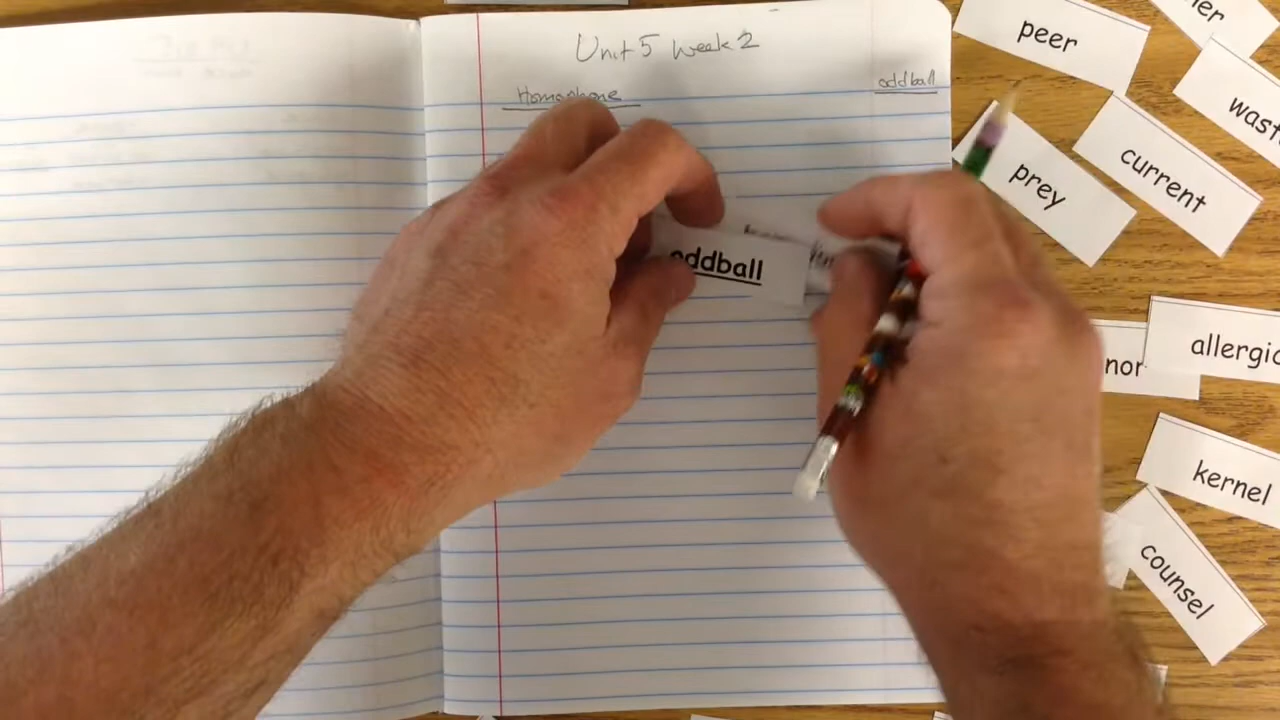 Unit 5 Week 2
Homophone
oddball
oddball
peer
prey
current
allergic
kernel
counsel